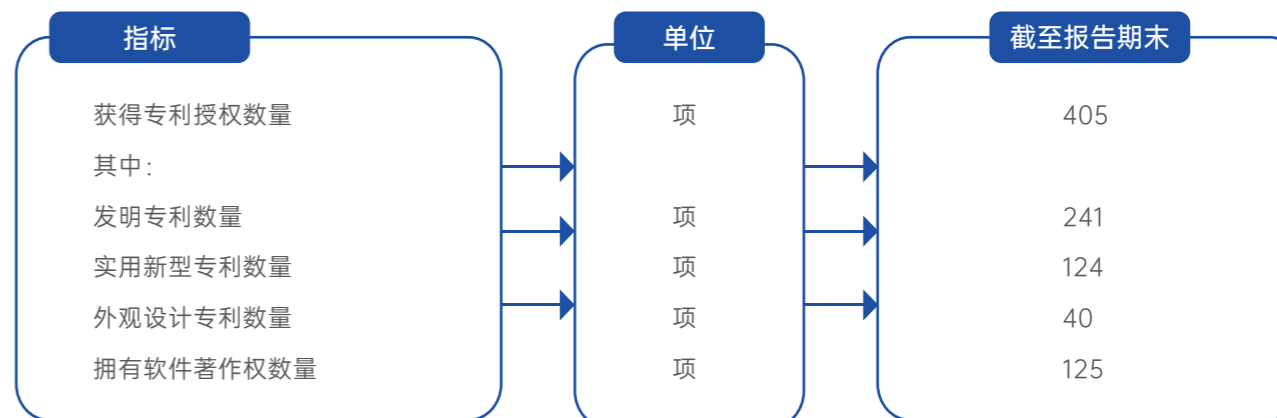 指标 单位 截至报告期末
获得专利授权数量 项 405
其中：
发明专利数量 项 241
实用新型专利数量 项 124
外观设计专利数量 项 40
拥有软件著作权数量 项 125